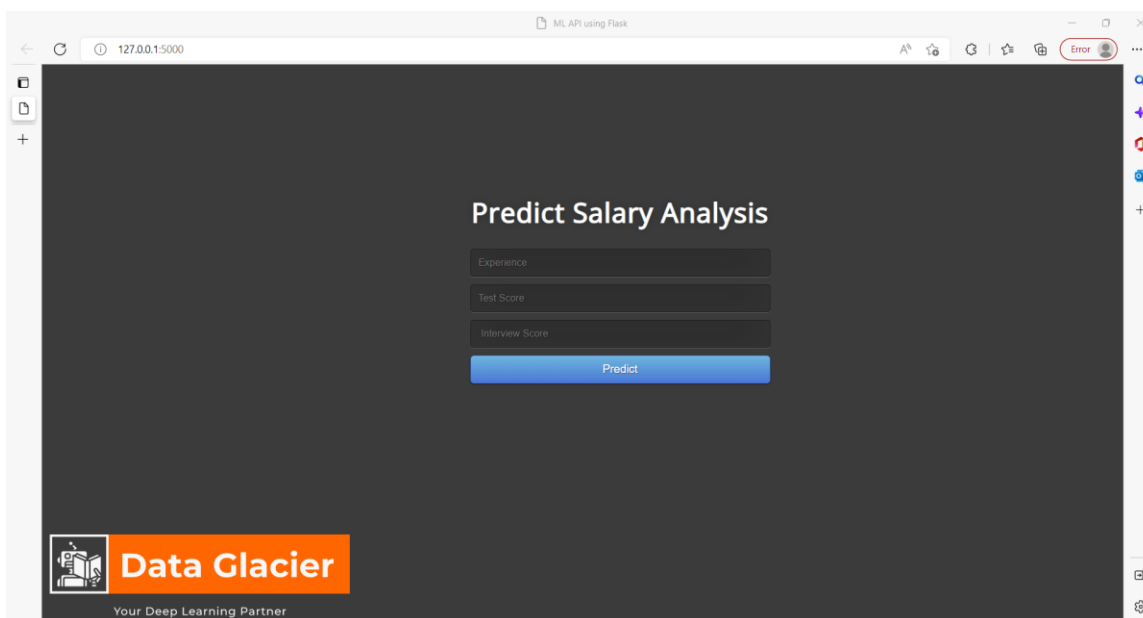 ML API using Flask
127.0.0.1:5000
Error
Predict Salary Analysis
Experience
Test Score
Interview Score
Predict
Data Glacier
Your Deep Learning Partner